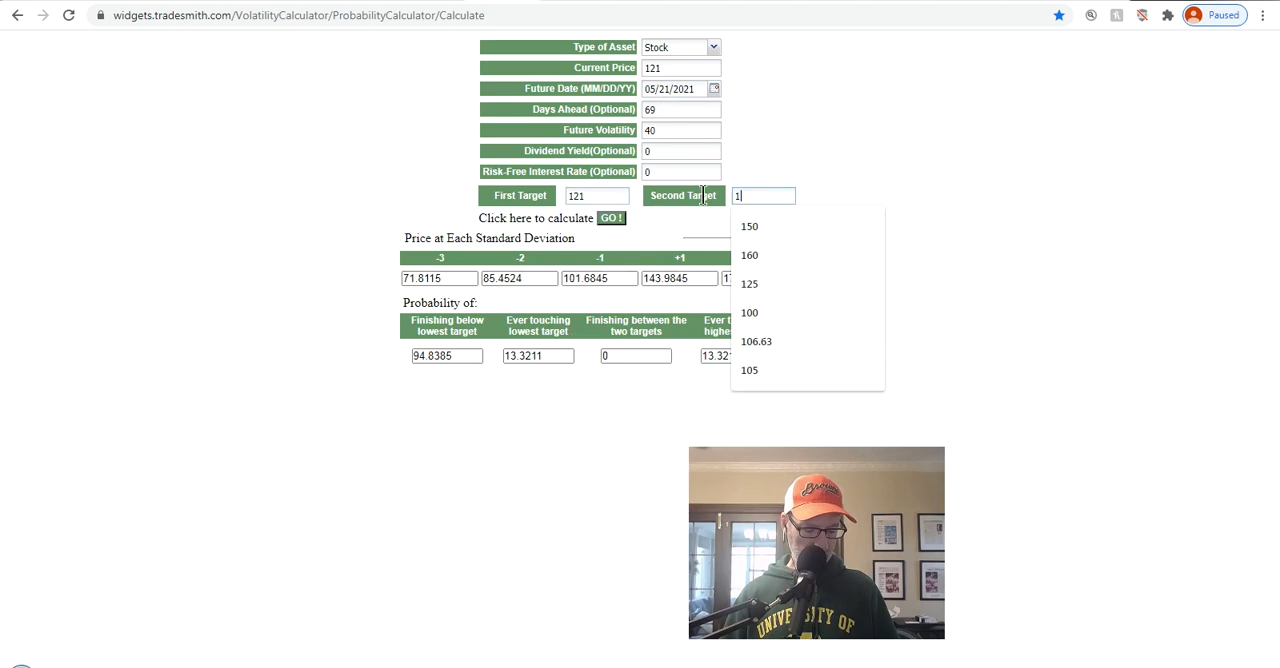 widgets.tradesmith.com/VolatilityCalculator/ProbabilityCalculator/Calculate
Paused
Type of Asset Stock
Current Price 121
Future Date (MM/DD/YY) 05/21/2021
Days Ahead (Optional) 69
Future Volatility 40
Dividend Yield(Optional) 0
Risk-Free Interest Rate (Optional) 0
First Target 121 Second Target 1
Click here to calculate GO !
150
Price at Each Standard Deviation
160
-3 -2 -1 +1
71.8115 85.4524 101.6845 143.9845
125
Probability of:
100
Finishing below lowest target
Ever touching lowest target
Finishing between the two targets
94.8385 13.3211 0
106.63
105
Browns
UNIVERSITY OF